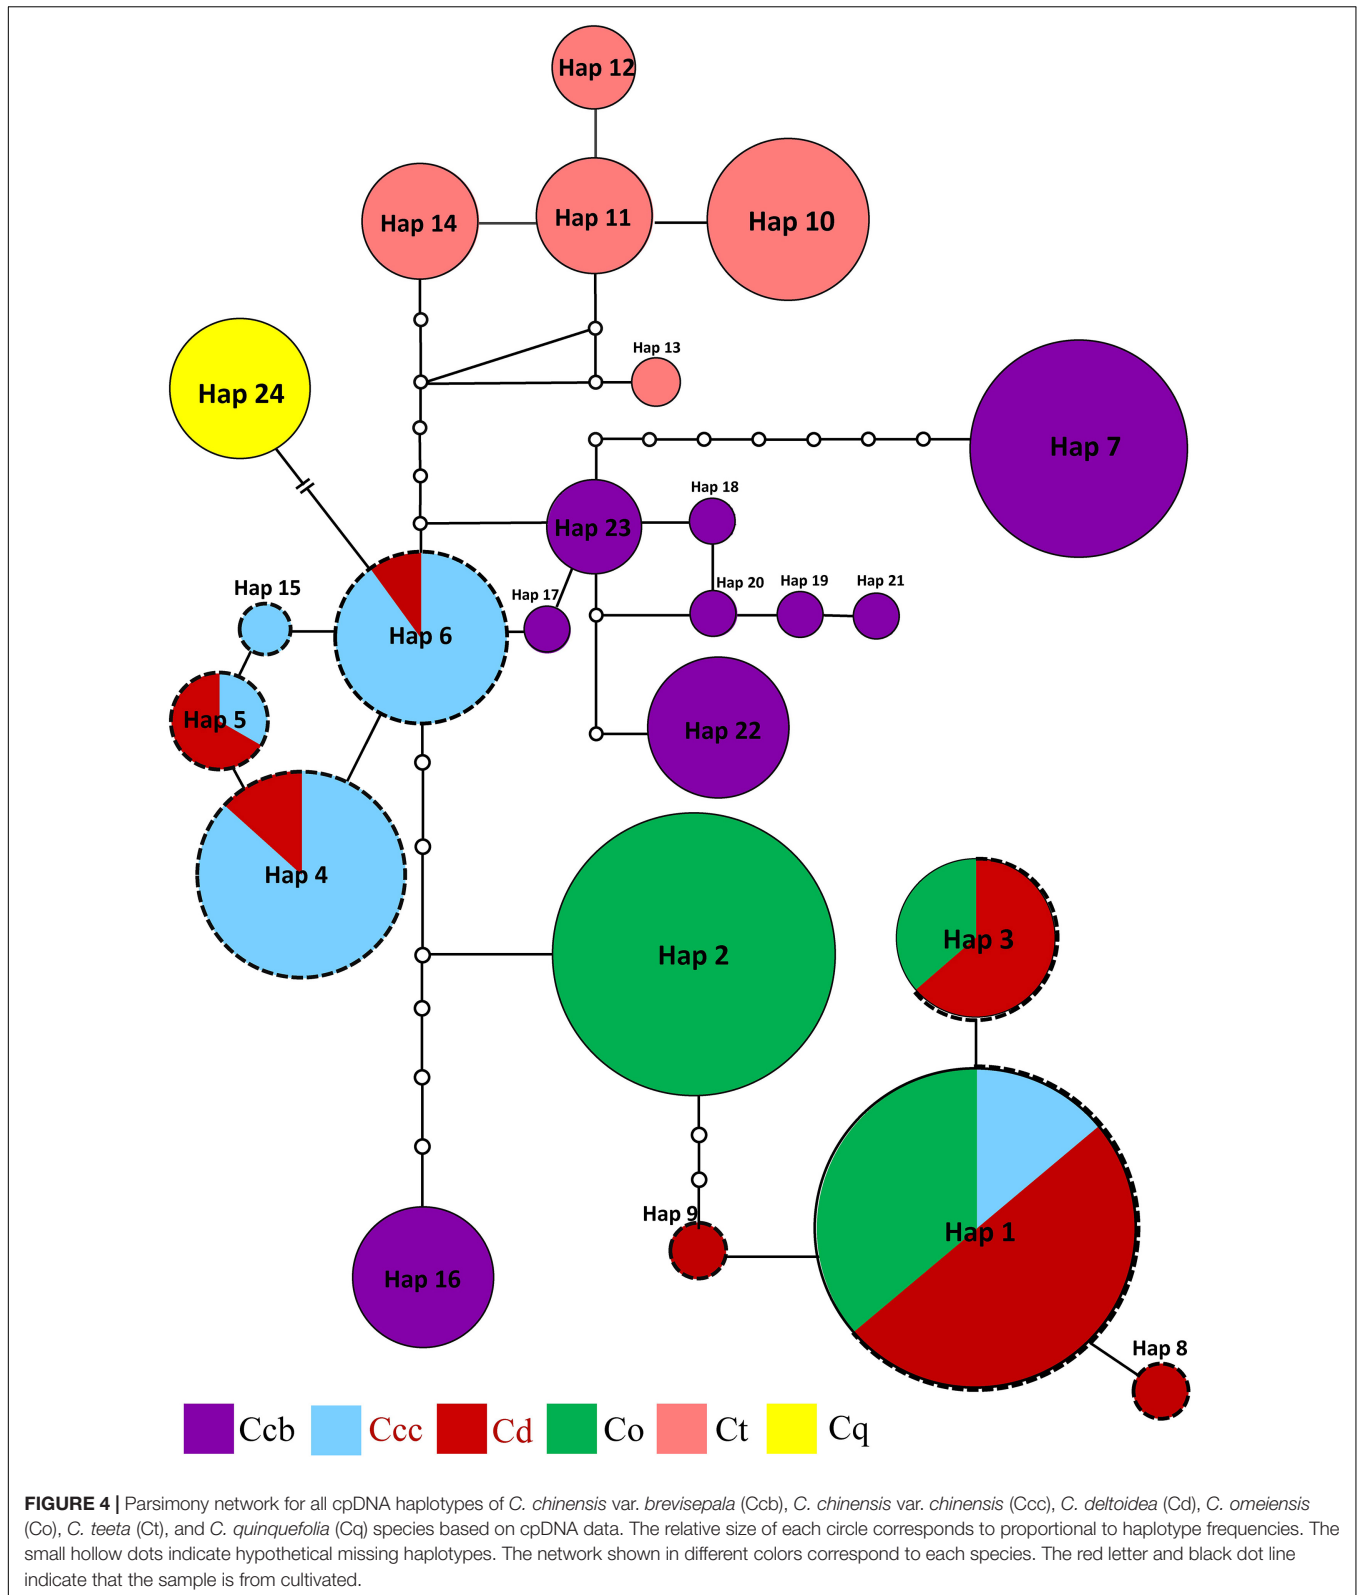 Hap 12
Hap 14
Hap 11
Hap 10
Hap 13
Hap 24
Hap 7
Hap 18
Hap 23
Hap 20
Hap 19
Hap 21
Hap 15
Hap 17
Hap 6
Hap 5
Hap 22
Hap 4
Hap 2
Hap 3
Hap 9
Hap 1
Hap 16
Hap 8
Ccb Ccc Cd Co Ct Cq
FIGURE 4 | Parsimony network for all cpDNA haplotypes of C. chinensis var. brevisepala (Ccb), C. chinensis var. chinensis (Ccc), C. deltoidea (Cd), C. omeiensis
(Co), C. teeta (Ct), and C. quinquefolia (Cq) species based on cpDNA data. The relative size of each circle corresponds to proportional to haplotype frequencies. The
small hollow dots indicate hypothetical missing haplotypes. The network shown in different colors correspond to each species. The red letter and black dot line
indicate that the sample is from cultivated.